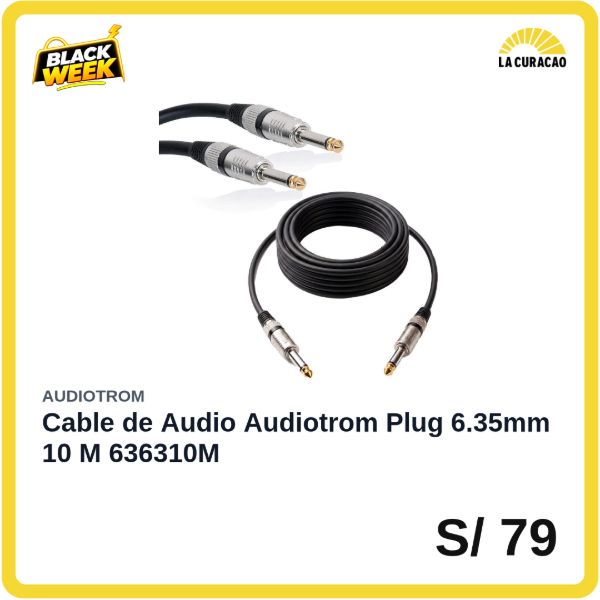 BLACK
WEEK
LA CURACAO
AUDIOTROM
Cable de Audio Audiotrom Plug 6.35mm
10 M 636310M
S/ 79